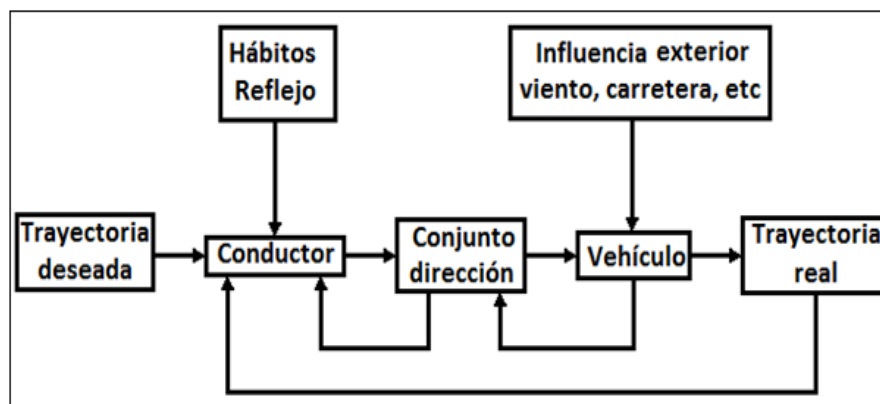 Hábitos
Reflejo
Influencia exterior
viento, carretera, etc
Trayectoria
deseada
Conductor
Conjunto
dirección
Vehículo
Trayectoria
real